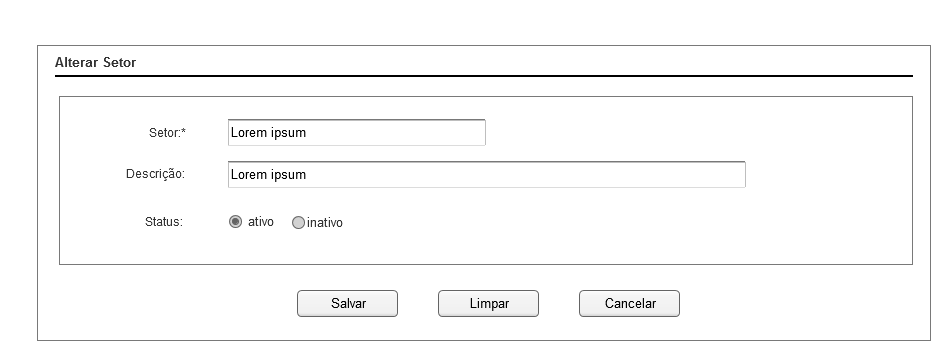 Alterar Setor
Setor:* Lorem ipsum
Descrição: Lorem ipsum
Status: ativo inativo
Salvar Limpar Cancelar